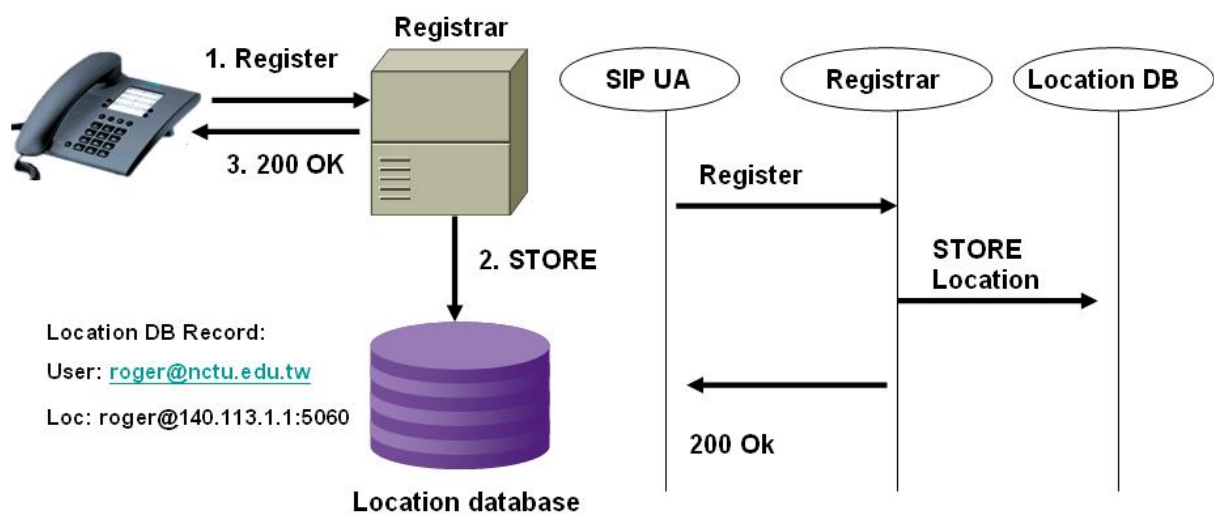 Registrar
1. Register
3. 200 OK
2. STORE
Location DB Record:
User: roger@nctu.edu.tw
Loc: roger@140.113.1.1:5060
Location database
SIP UA
Registrar
Location DB
Register
STORE
Location
200 Ok